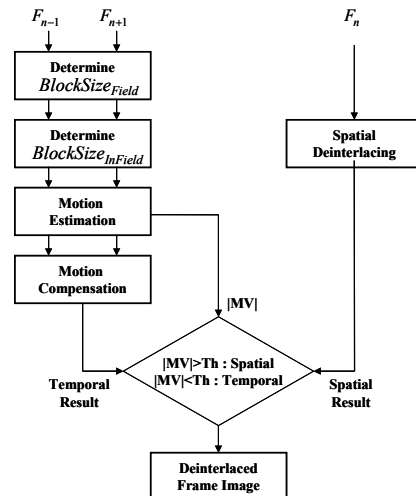 F_{n-1} F_{n+1} F_n
Determine
BlockSize_{Field}
Determine
BlockSize_{InField}
Spatial
Deinterlacing
Motion
Estimation
Motion
Compensation
|MV|
|MV|>Th : Spatial
|MV|<Th : Temporal
Temporal
Result
Spatial
Result
Deinterlaced
Frame Image